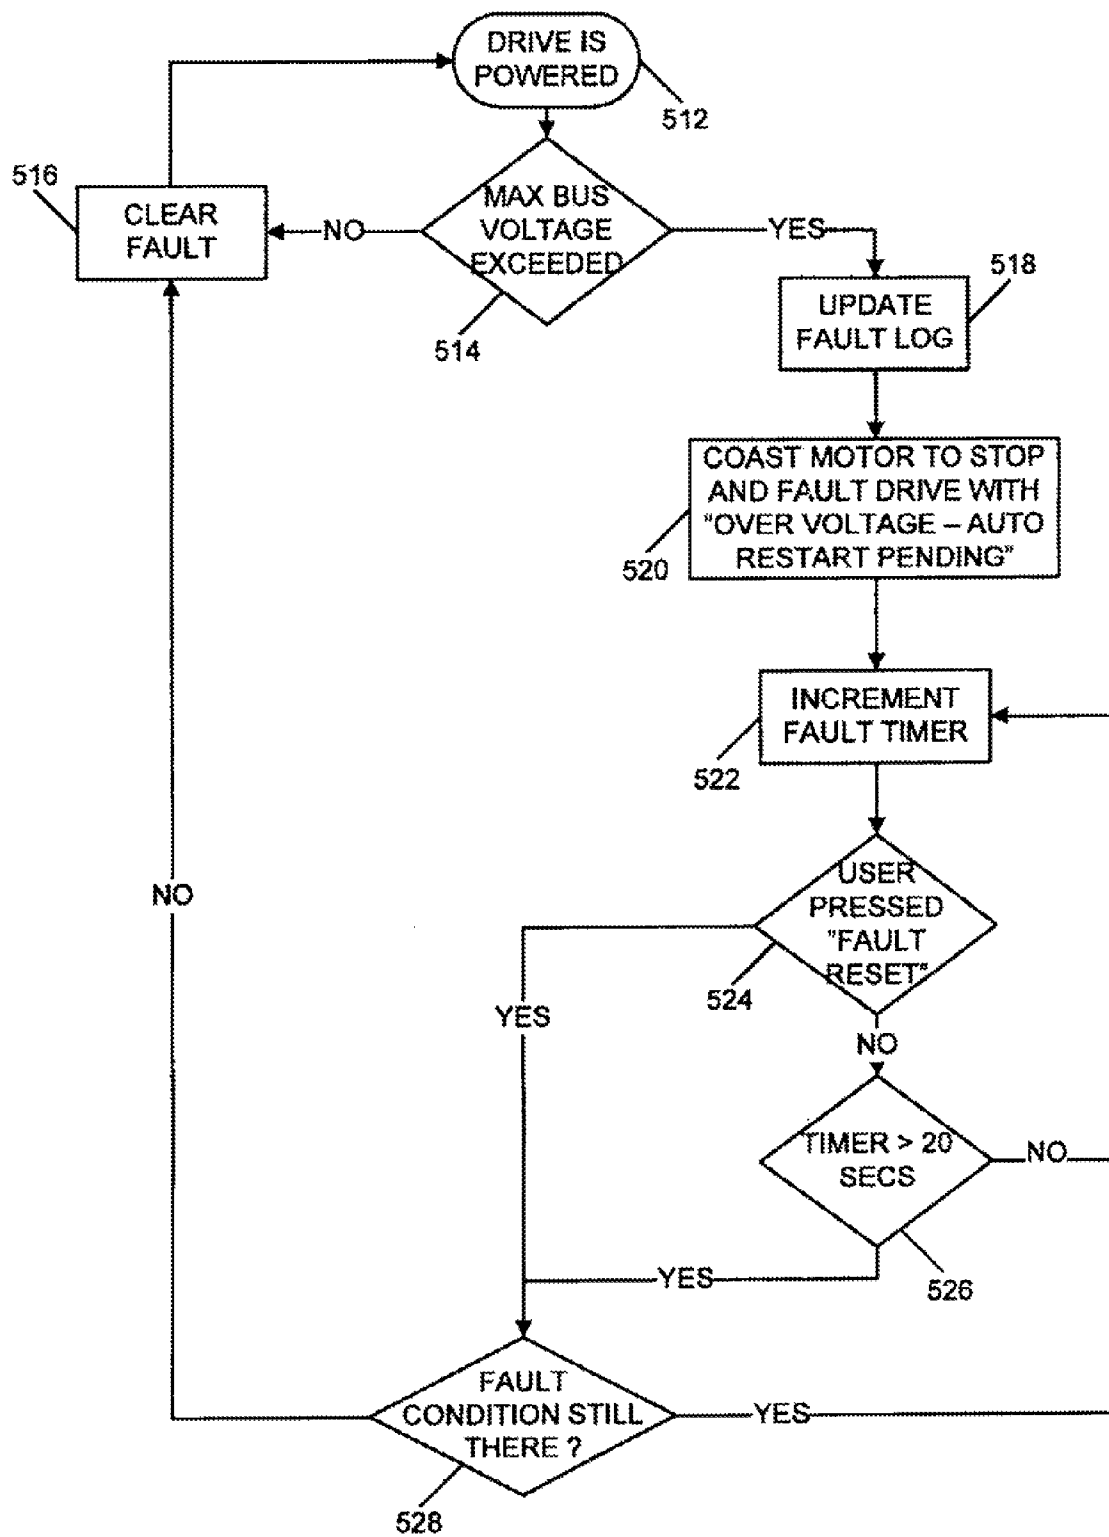 DRIVE IS
POWERED
512
516
CLEAR
FAULT
NO
MAX BUS
VOLTAGE
EXCEEDED
514
YES
518
UPDATE
FAULT LOG
COAST MOTOR TO STOP
AND FAULT DRIVE WITH
"OVER VOLTAGE – AUTO
RESTART PENDING"
520
INCREMENT
FAULT TIMER
522
USER
PRESSED
"FAULT
RESET"
524
NO
YES
NO
TIMER > 20
SECS
NO
526
YES
FAULT
CONDITION STILL
THERE ?
YES
528